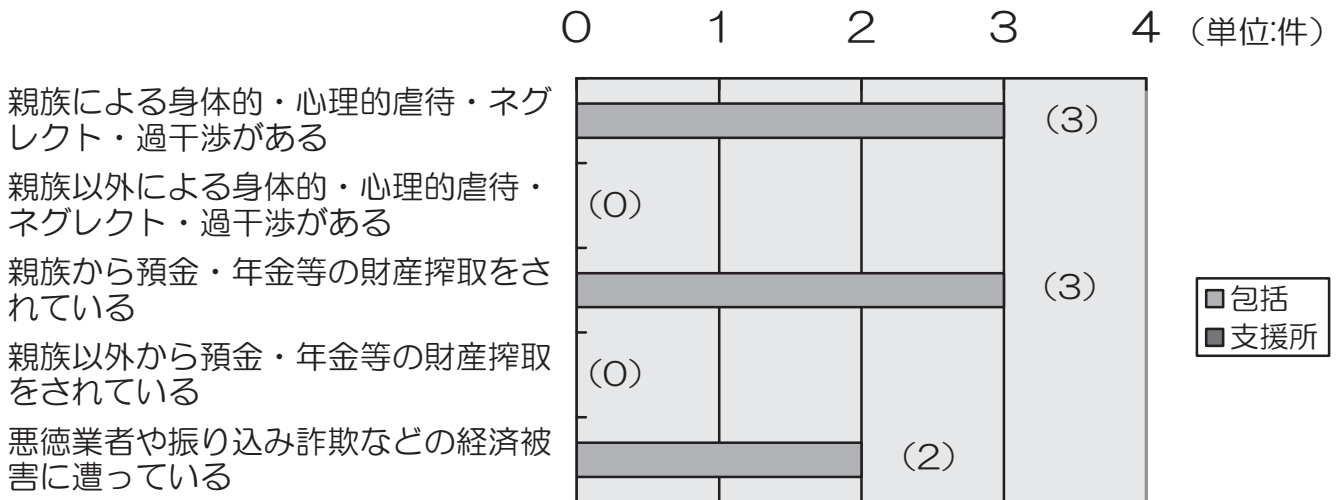 0 1 2 3 4 (単位:件)
親族による身体的・心理的虐待・ネグ
レクト・過干渉がある
(3)
親族以外による身体的・心理的虐待・
ネグレクト・過干渉がある
(0)
親族から預金・年金等の財産搾取をさ
れている
(3)
親族以外から預金・年金等の財産搾取
をされている
(0)
悪徳業者や振り込み詐欺などの経済被
害に遭っている
(2)
包括
支援所